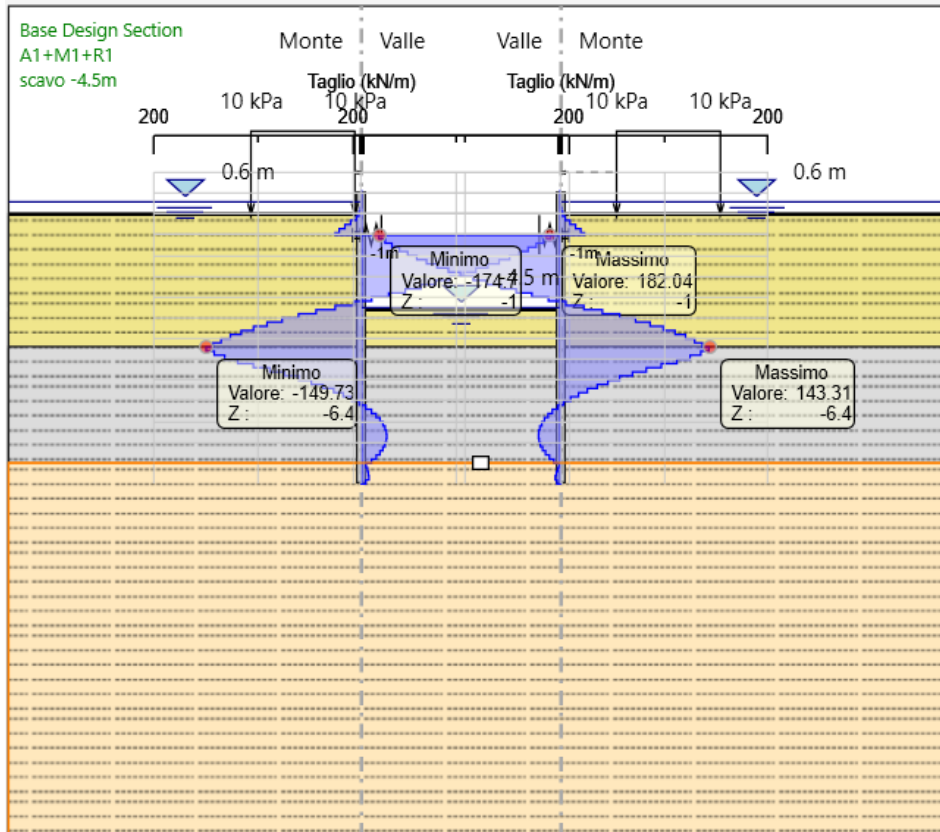 Base Design Section
A1+M1+R1
scavo -4.5m
Monte
Valle
Valle
Monte
Taglio (kN/m)
Taglio (kN/m)
10 kPa
10 kPa
10 kPa
10 kPa
200
200
200
200
0.6 m
0.6 m
-1m
-1m
Minimo
Valore: -174.7
Z : -1
-4.5 m
Massimo
Valore: 182.04
Z : -1
Minimo
Valore: -149.73
Z : -6.4
Massimo
Valore: 143.31
Z : -6.4